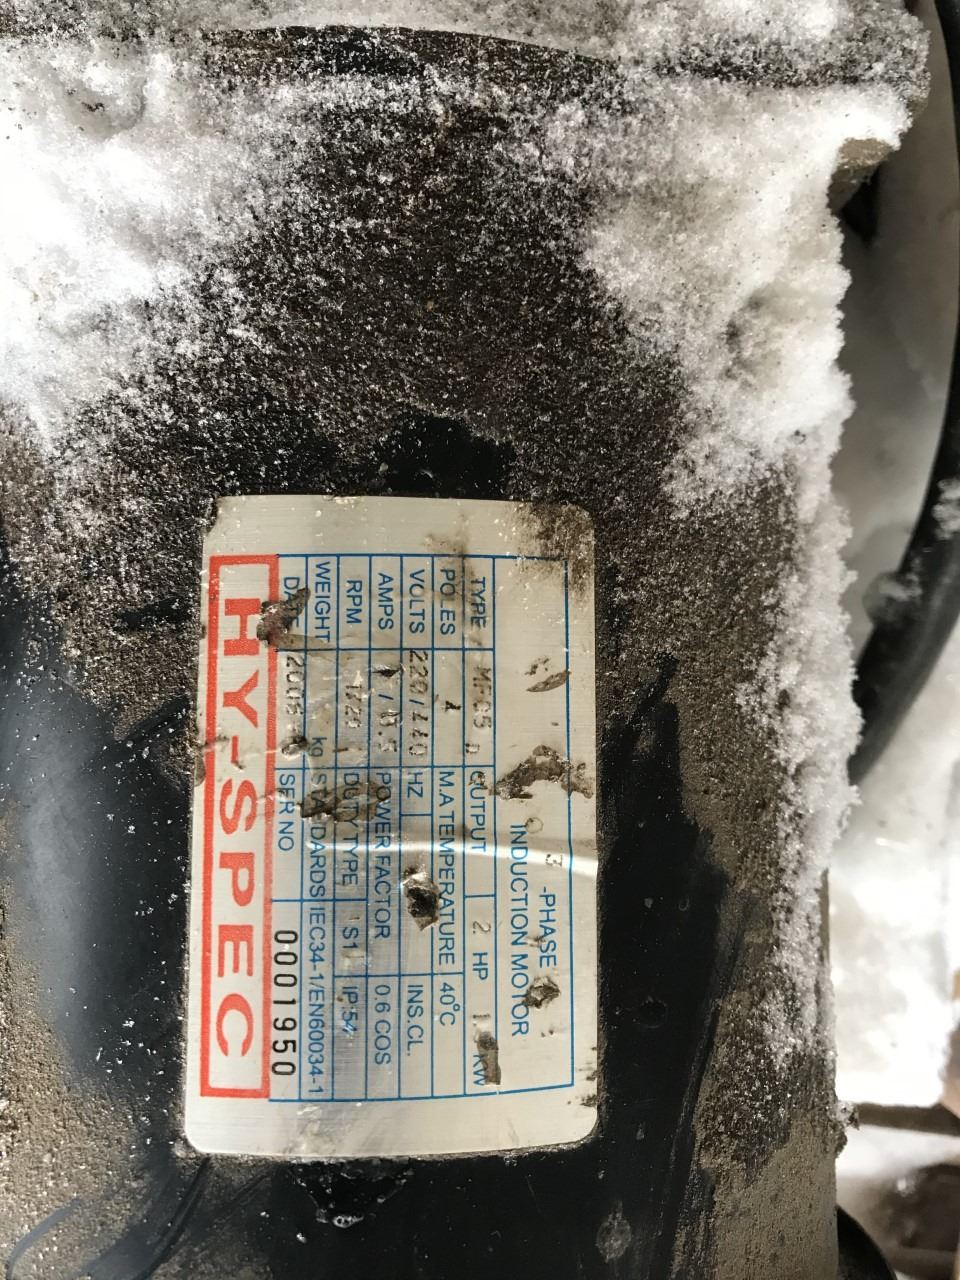 3 -PHASE
INDUCTION MOTOR
TYPE OUTPUT 2 HP KW
POLES 4 M.A TEMPERATURE 40°C
VOLTS 220/440 HZ INS.CL.
AMPS POWER FACTOR 0.6 COS
RPM DUTY TYPE S1 IP54
WEIGHT kg STANDARDS IEC34-1/EN60034-1
DATE SER NO 0001950
HY-SPEC